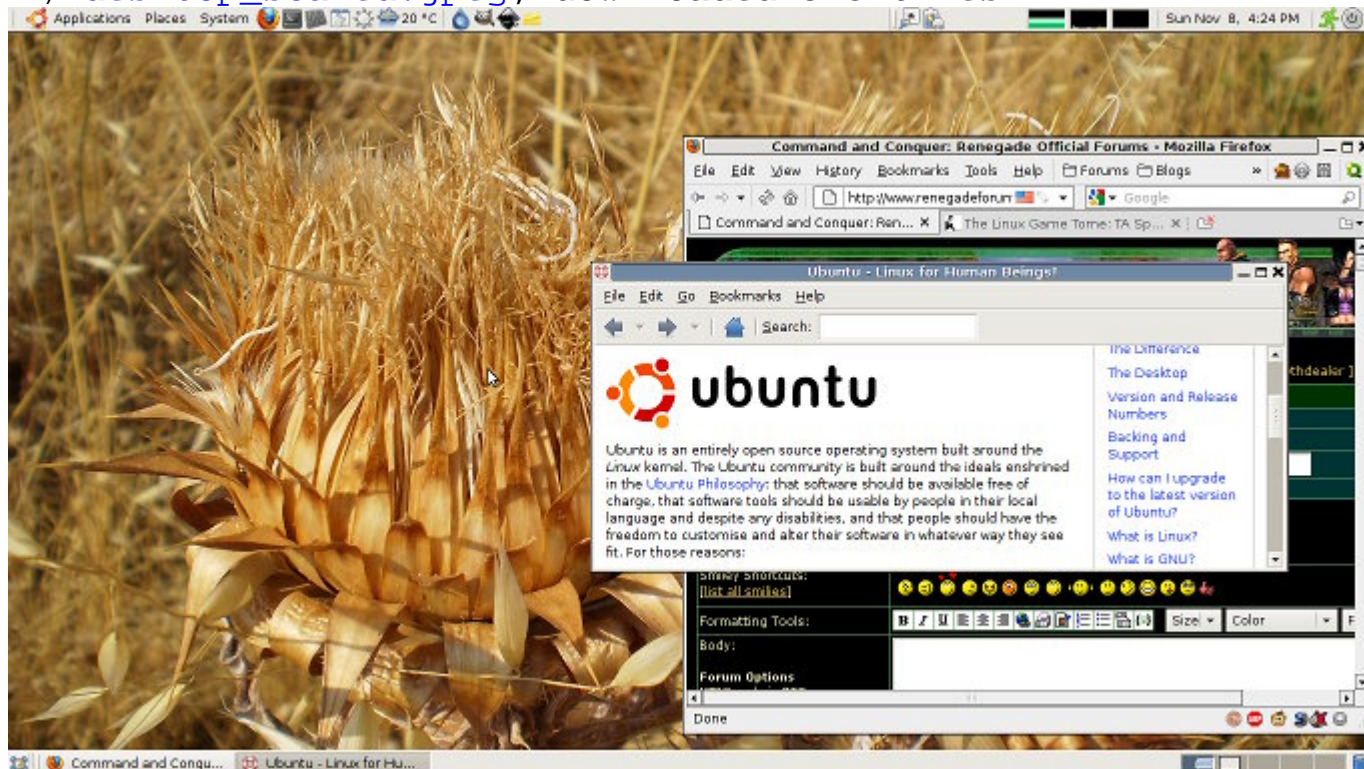 Applications Places System 20 °C Sun Nov 8, 4:24 PM
Command and Conquer: Renegade Official Forums - Mozilla Firefox
File Edit View History Bookmarks Tools Help Forums Blogs »
http://www.renegadeforum Google
Command and Conquer: Ren... The Linux Game Tome: TA Sp...
Ubuntu - Linux for Human Beings!
File Edit Go Bookmarks Help
Search:
ubuntu
Ubuntu is an entirely open source operating system built around the
Linux kernel. The Ubuntu community is built around the ideals enshrined
in the Ubuntu Philosophy: that software should be available free of
charge, that software tools should be usable by people in their local
language and despite any disabilities, and that people should have the
freedom to customise and alter their software in whatever way they see
fit. For those reasons:
The Difference
The Desktop
Version and Release
Numbers
Backing and
Support
How can I upgrade
to the latest version
of Ubuntu?
What is Linux?
What is GNU?
thdealer ]
Smiley Shortcuts:
[list all smilies]
Formatting Tools: B I U Size Color F
Body:
Forum Options
Done
Command and Conqu... Ubuntu - Linux for Hu...